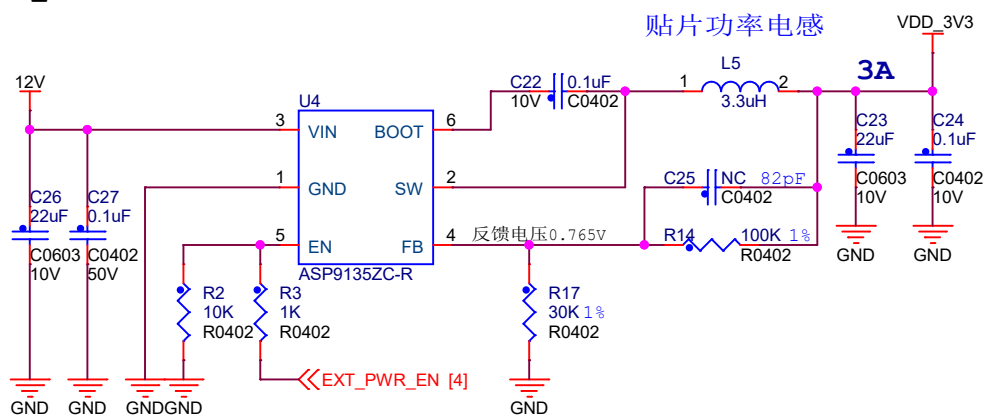 贴片功率电感
VDD_3V3
12V
U4
3 VIN BOOT 6
1 GND SW 2
5 EN FB 4
ASP9135ZC-R
C22 0.1uF
10V C0402
L5
1 2
3.3uH
3A
C23
22uF
C0603
10V
GND
C24
0.1uF
C0402
10V
GND
C26
22uF
C0603
10V
C27
0.1uF
C0402
50V
C25 NC 82pF
C0402
反馈电压0.765V
R14 100K 1%
R0402
R2
10K
R0402
R3
1K
R0402
R17
30K 1%
R0402
EXT_PWR_EN [4]
GND GND GND GND GND